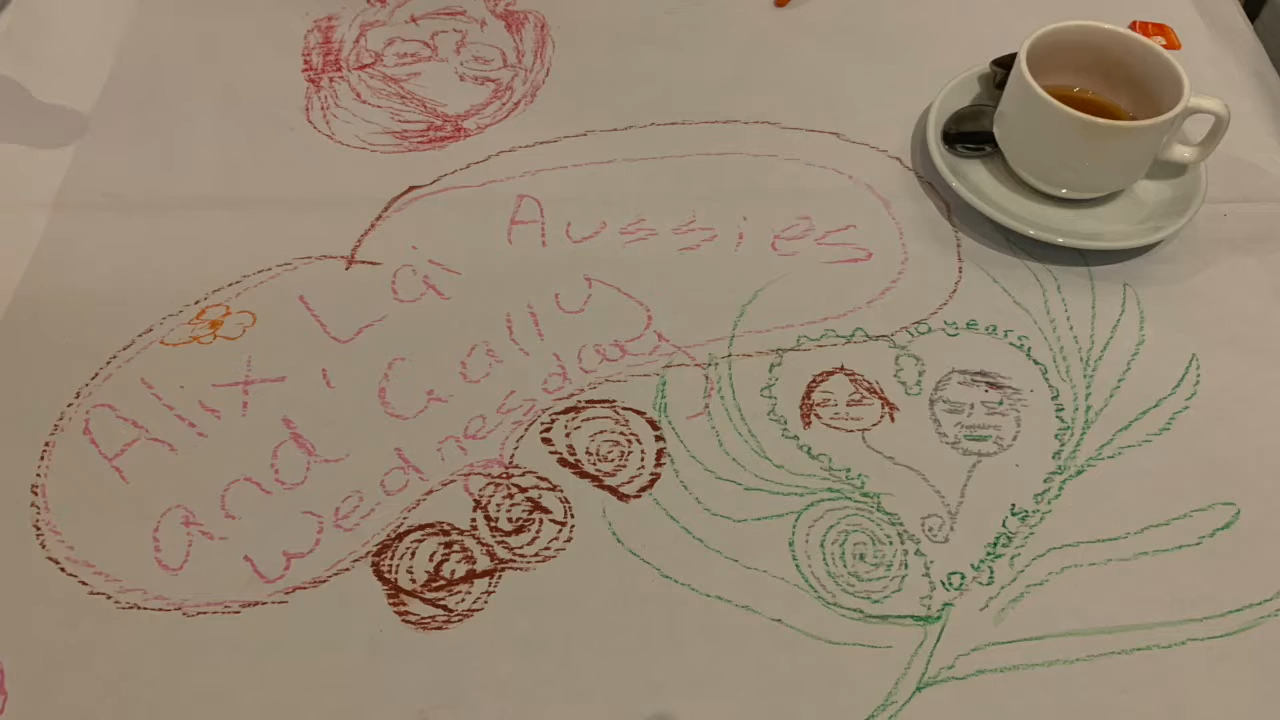 Aussies
Alix, Lai
and Gally
wednesday
10 years
10 years